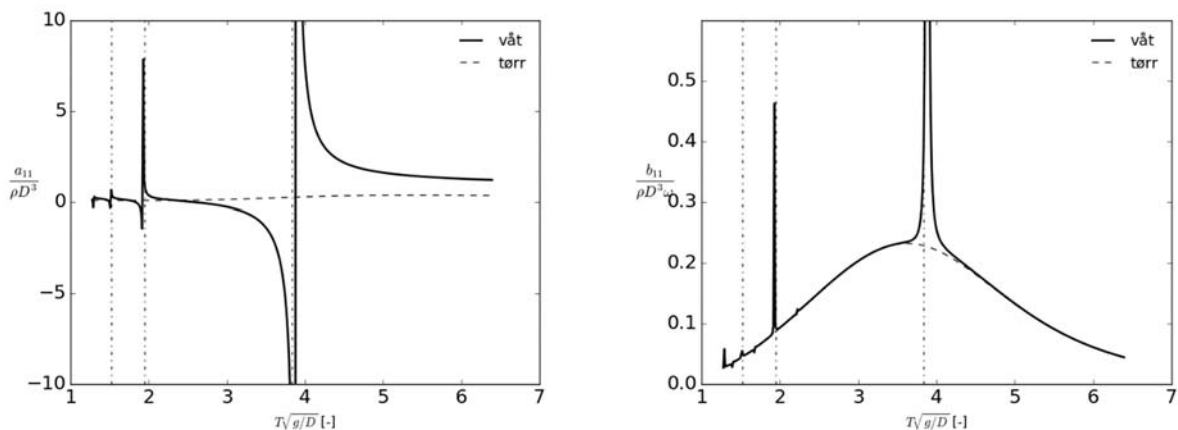 10
5
0
−5
−10
1 2 3 4 5 6 7
a₁₁
ρD³
T√g/D [-]
våt
tørr
0.5
0.4
0.3
0.2
0.1
0.0
1 2 3 4 5 6 7
b₁₁
ρD³ω
T√g/D [-]
våt
tørr